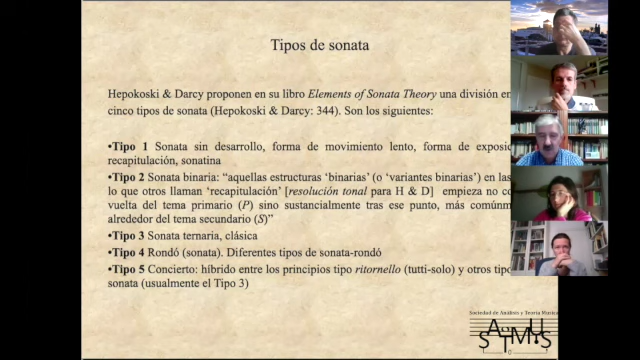 Tipos de sonata
Hepokoski & Darcy proponen en su libro Elements of Sonata Theory una división en
cinco tipos de sonata (Hepokoski & Darcy: 344). Son los siguientes:
•Tipo 1 Sonata sin desarrollo, forma de movimiento lento, forma de exposic
recapitulación, sonatina
•Tipo 2 Sonata binaria: “aquellas estructuras ‘binarias’ (o ‘variantes binarias’) en las
lo que otros llaman ‘recapitulación’ [resolución tonal para H & D] empieza no co
vuelta del tema primario (P) sino sustancialmente tras ese punto, más comúnm
alrededor del tema secundario (S)”
•Tipo 3 Sonata ternaria, clásica
•Tipo 4 Rondó (sonata). Diferentes tipos de sonata-rondó
•Tipo 5 Concierto: híbrido entre los principios tipo ritornello (tutti-solo) y otros tipo
sonata (usualmente el Tipo 3)
Sociedad de Análisis y Teoría Musical